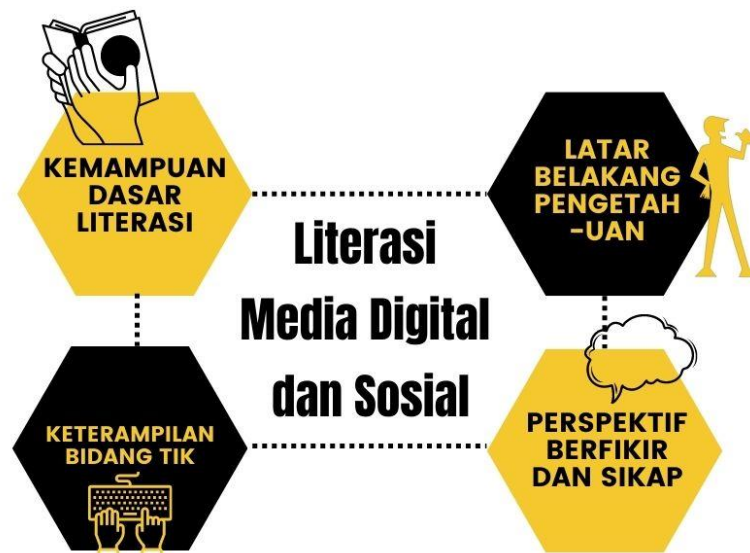 KEMAMPUAN
DASAR
LITERASI
LATAR
BELAKANG
PENGETAH
-UAN
Literasi
Media Digital
dan Sosial
KETERAMPILAN
BIDANG TIK
PERSPEKTIF
BERFIKIR
DAN SIKAP